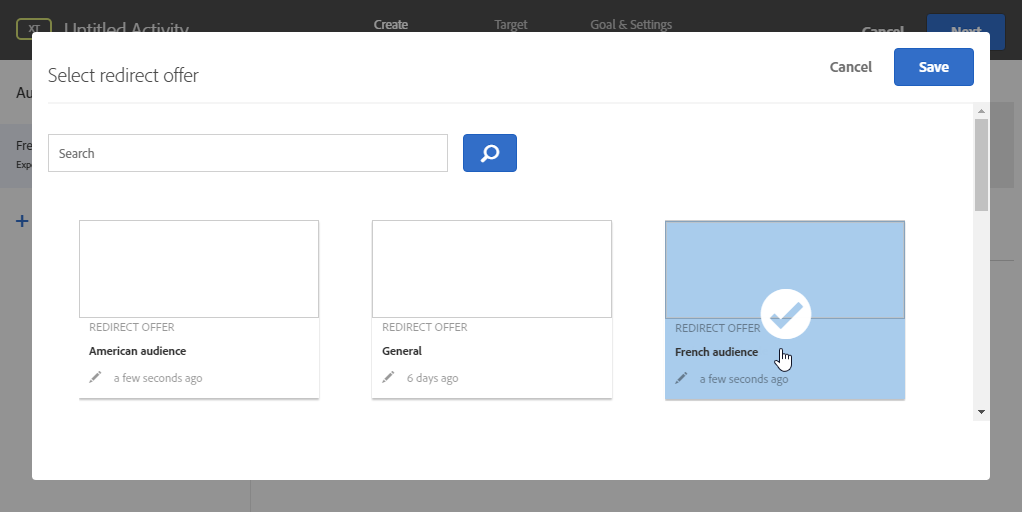 XT Untitled Activity Create Target Goal & Settings Cancel Next
Select redirect offer Cancel Save
Au
Fre
Expe
Search
REDIRECT OFFER REDIRECT OFFER REDIRECT OFFER
American audience General French audience
a few seconds ago 6 days ago a few seconds ago